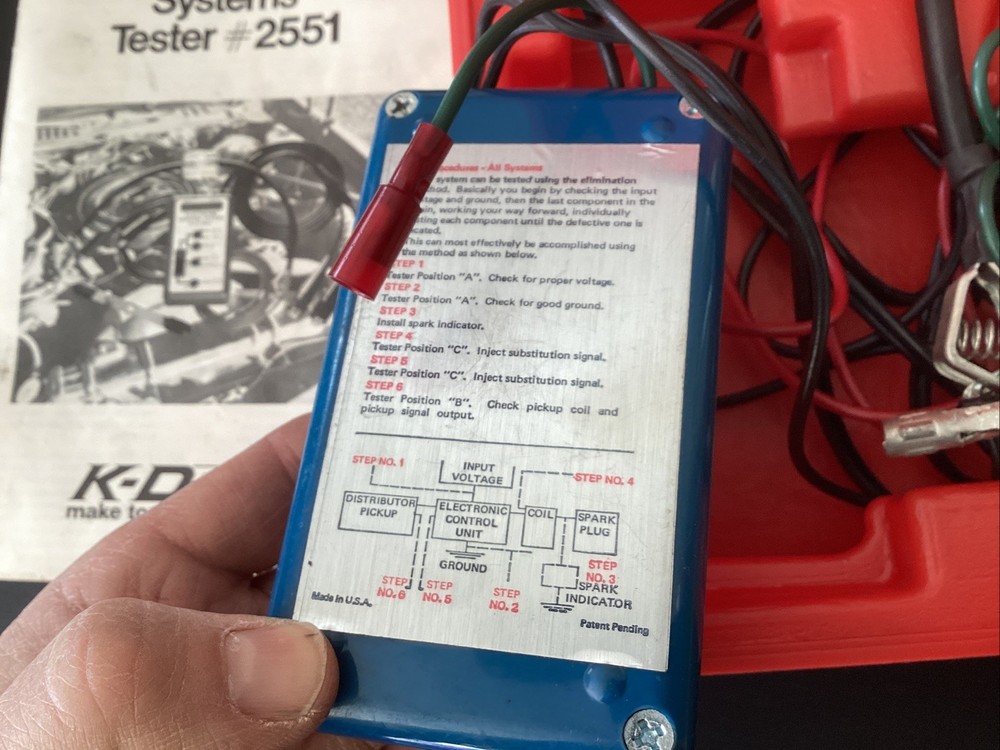 Systems
Tester #2551
K-D
make to
ocedures - All Systems
system can be tested using the elimination
hod. Basically you begin by checking the input
tage and ground, then the last component in the
in, working your way forward, individually
ting each component until the defective one is
cated.
This can most effectively be accomplished using
the method as shown below.
STEP 1
Tester Position "A". Check for proper voltage.
STEP 2
Tester Position "A". Check for good ground.
STEP 3
Install spark indicator.
STEP 4
Tester Position "C". Inject substitution signal.
STEP 5
Tester Position "C". Inject substitution signal.
STEP 6
Tester Position "B". Check pickup coil and
pickup signal output.
STEP NO. 1
INPUT
VOLTAGE
STEP NO. 4
DISTRIBUTOR
PICKUP
ELECTRONIC
CONTROL
UNIT
COIL
SPARK
PLUG
GROUND
STEP
NO. 6
STEP
NO. 5
STEP
NO. 2
STEP
NO. 3
SPARK
INDICATOR
Made in U.S.A.
Patent Pending